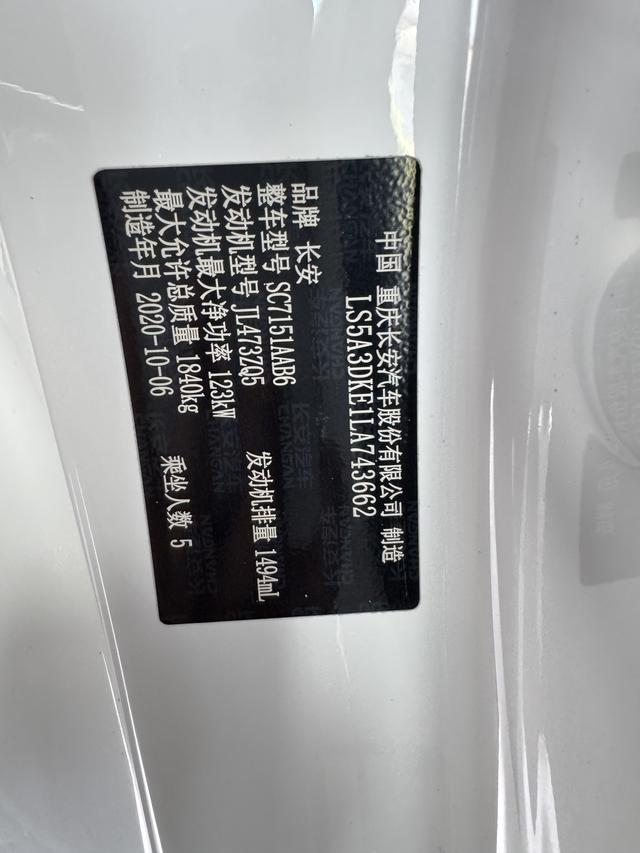 中国 重庆长安汽车股份有限公司 制造
LS5A3DKE1LA743662
品牌 长安
整车型号 SC7151AAB6
发动机型号 JL473ZQ5 发动机排量 1494mL
发动机最大净功率 123kW
最大允许总质量 1840kg
制造年月 2020-10-06 乘坐人数 5